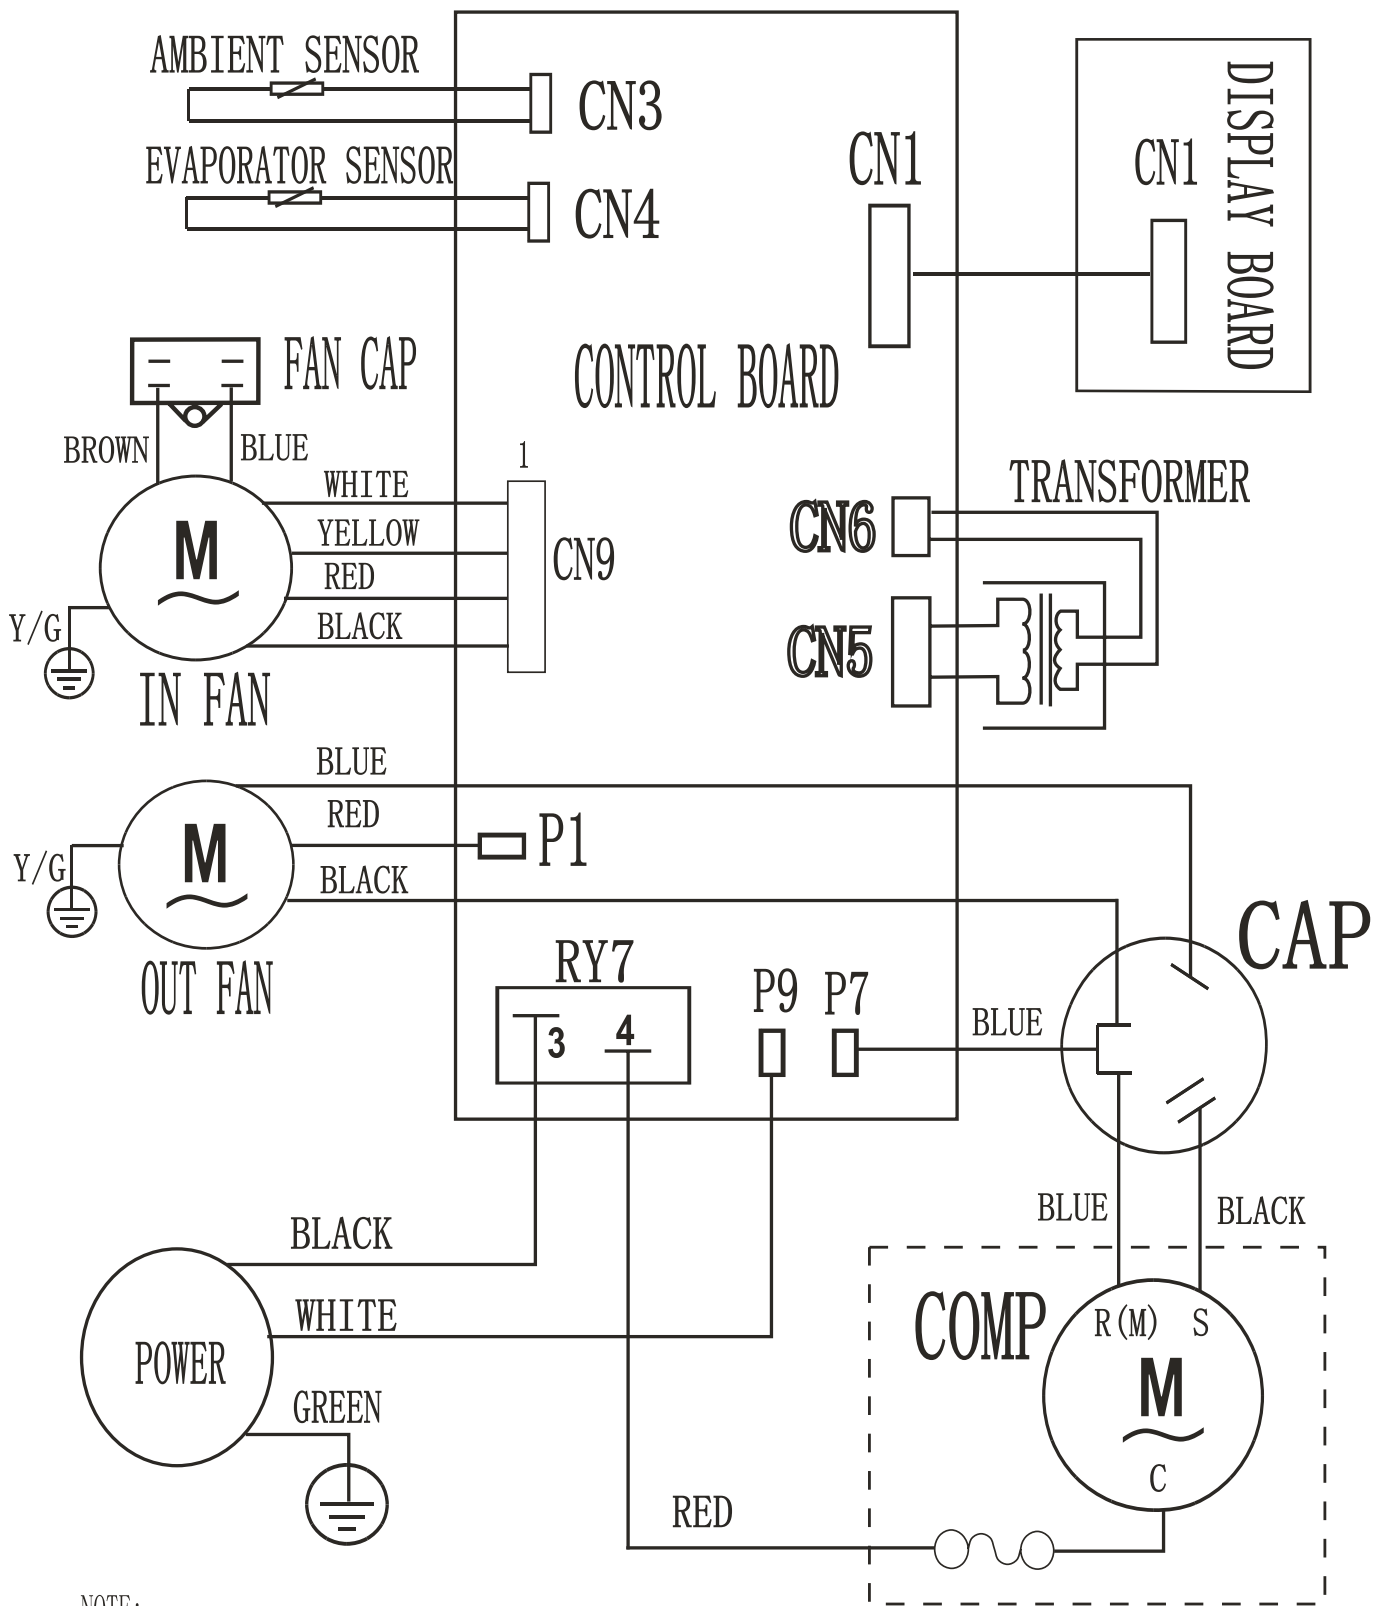 AMBIENT SENSOR
CN3
EVAPORATOR SENSOR
CN4
CN1
CN1
DISPLAY BOARD
FAN CAP
CONTROL BOARD
BROWN
BLUE
1
WHITE
YELLOW
RED
BLACK
CN9
M
Y/G
IN FAN
TRANSFORMER
CN6
CN5
BLUE
RED
BLACK
P1
M
Y/G
OUT FAN
CAP
RY7
3
4
P9
P7
BLUE
BLUE
BLACK
BLACK
WHITE
GREEN
POWER
COMP
R(M)
S
M
C
RED
NOTE: